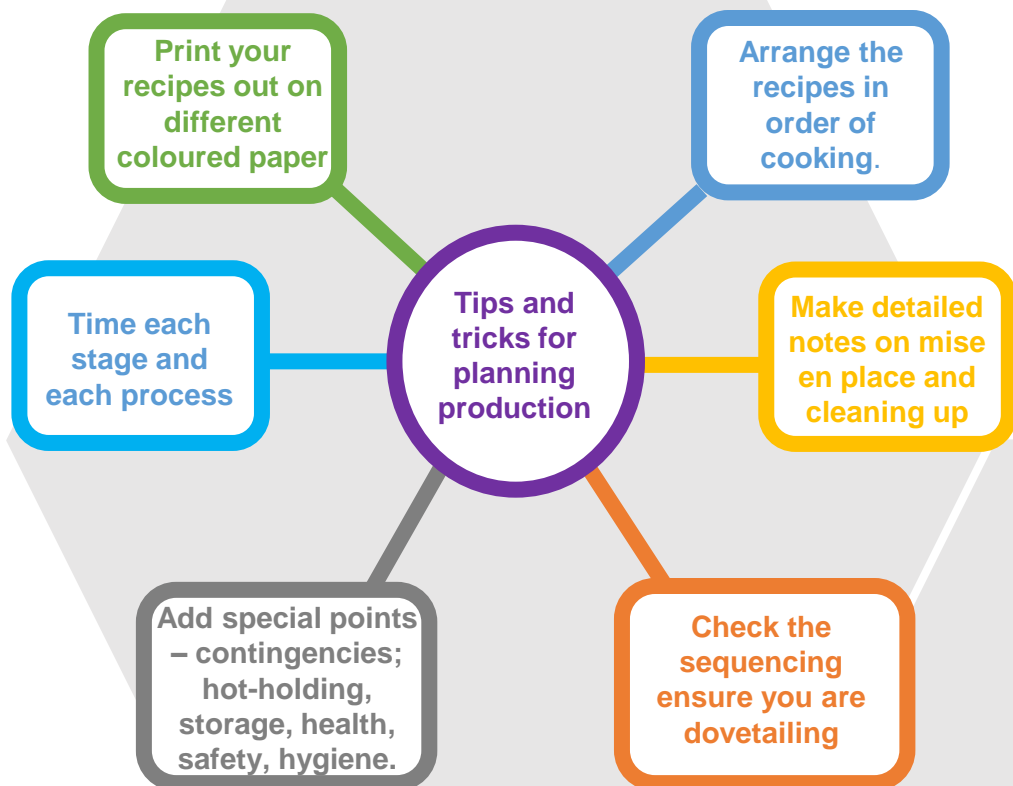 Print your
recipes out on
different
coloured paper
Arrange the
recipes in
order of
cooking.
Time each
stage and
each process
Tips and
tricks for
planning
production
Make detailed
notes on mise
en place and
cleaning up
Add special points
– contingencies;
hot-holding,
storage, health,
safety, hygiene.
Check the
sequencing
ensure you are
dovetailing